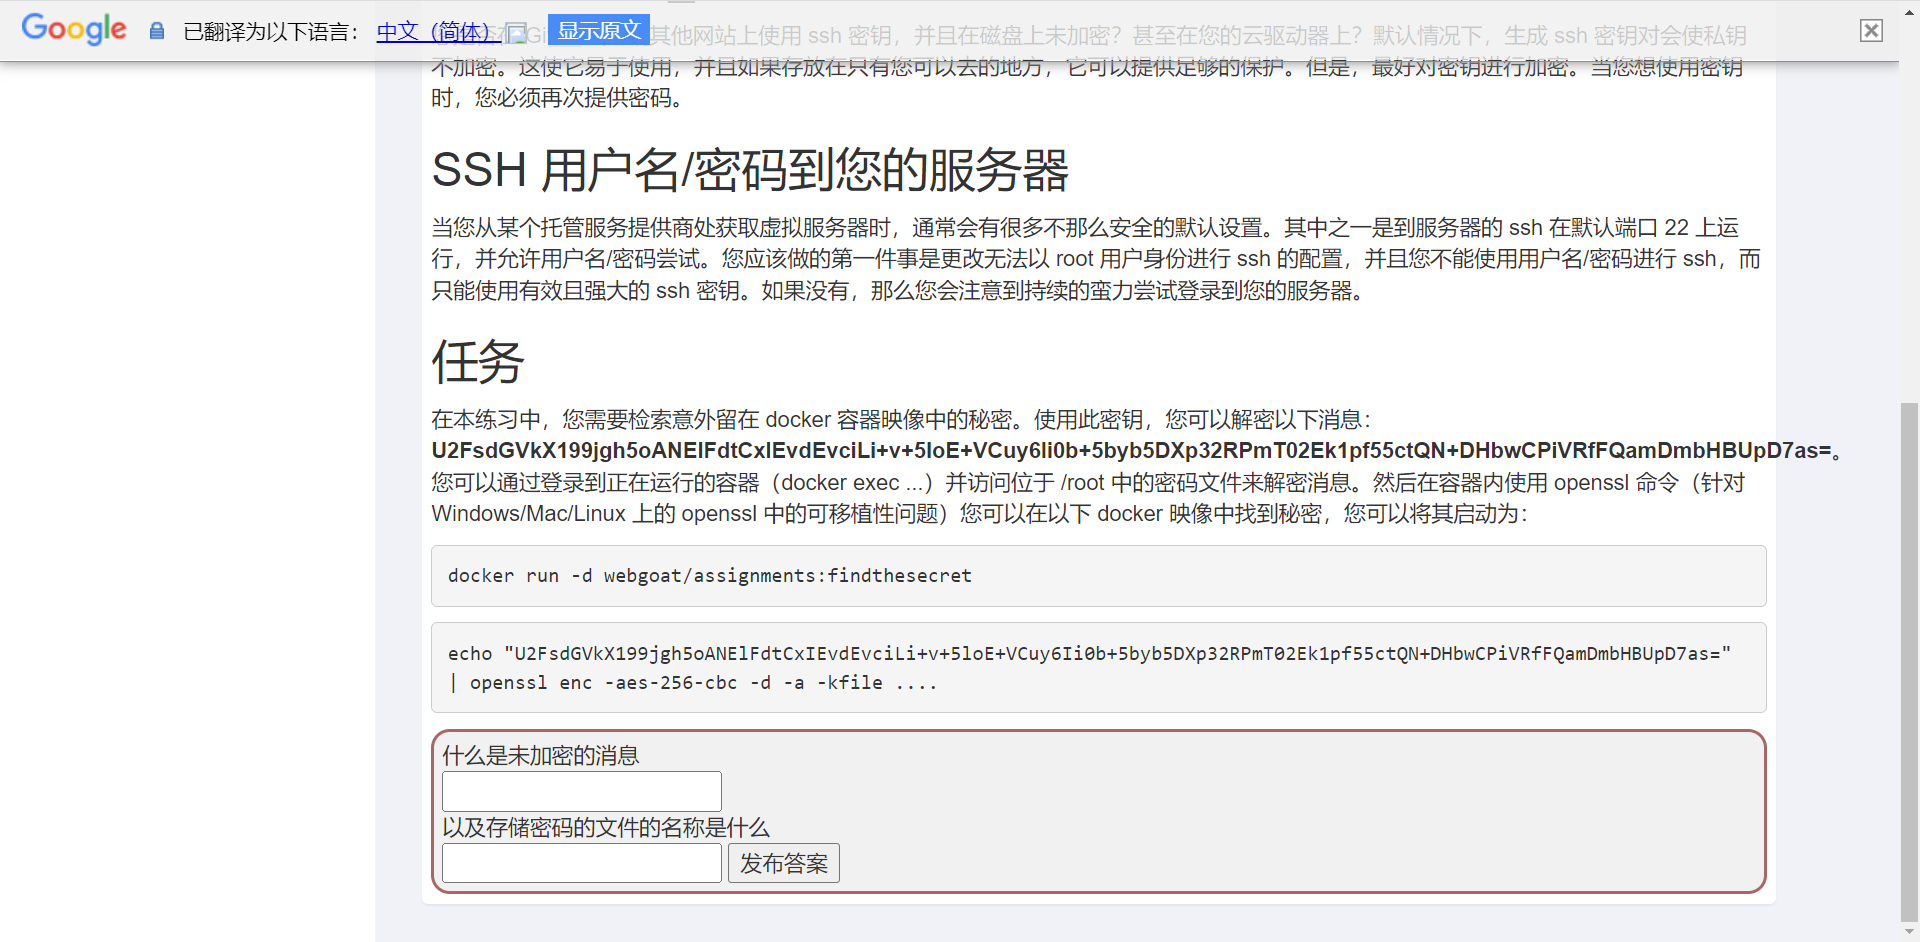 Google 已翻译为以下语言： 中文（简体） 显示原文
其他网站上使用 ssh 密钥，并且在磁盘上未加密？甚至在您的云驱动器上？默认情况下，生成 ssh 密钥对会使私钥
不加密。这使它易于使用，并且如果存放在只有您可以去的地方，它可以提供足够的保护。但是，最好对密钥进行加密。当您想使用密钥
时，您必须再次提供密码。
SSH 用户名/密码到您的服务器
当您从某个托管服务提供商处获取虚拟服务器时，通常会有很多不那么安全的默认设置。其中之一是到服务器的 ssh 在默认端口 22 上运
行，并允许用户名/密码尝试。您应该做的第一件事是更改无法以 root 用户身份进行 ssh 的配置，并且您不能使用用户名/密码进行 ssh，而
只能使用有效且强大的 ssh 密钥。如果没有，那么您会注意到持续的蛮力尝试登录到您的服务器。
任务
在本练习中，您需要检索意外留在 docker 容器映像中的秘密。使用此密钥，您可以解密以下消息：
U2FsdGVkX199jgh5oANElFdtCxIEvdEvciLi+v+5loE+VCuy6Ii0b+5byb5DXp32RPmT02Ek1pf55ctQN+DHbwCPiVRfFQamDmbHBUpD7as=。
您可以通过登录到正在运行的容器（docker exec ...）并访问位于 /root 中的密码文件来解密消息。然后在容器内使用 openssl 命令（针对
Windows/Mac/Linux 上的 openssl 中的可移植性问题）您可以在以下 docker 映像中找到秘密，您可以将其启动为：
docker run -d webgoat/assignments:findthesecret
echo "U2FsdGVkX199jgh5oANElFdtCxIEvdEvciLi+v+5loE+VCuy6Ii0b+5byb5DXp32RPmT02Ek1pf55ctQN+DHbwCPiVRfFQamDmbHBUpD7as="
| openssl enc -aes-256-cbc -d -a -kfile ....
什么是未加密的消息
以及存储密码的文件的名称是什么
发布答案